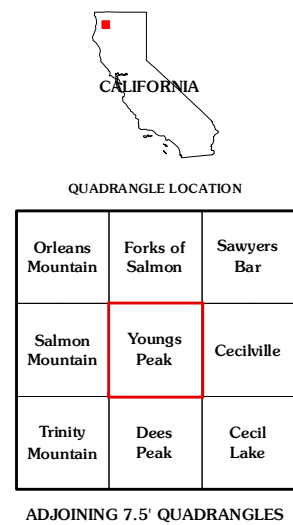 CALIFORNIA
QUADRANGLE LOCATION
Orleans
Mountain
Forks of
Salmon
Sawyers
Bar
Salmon
Mountain
Youngs
Peak
Cecilville
Trinity
Mountain
Dees
Peak
Cecil
Lake
ADJOINING 7.5' QUADRANGLES